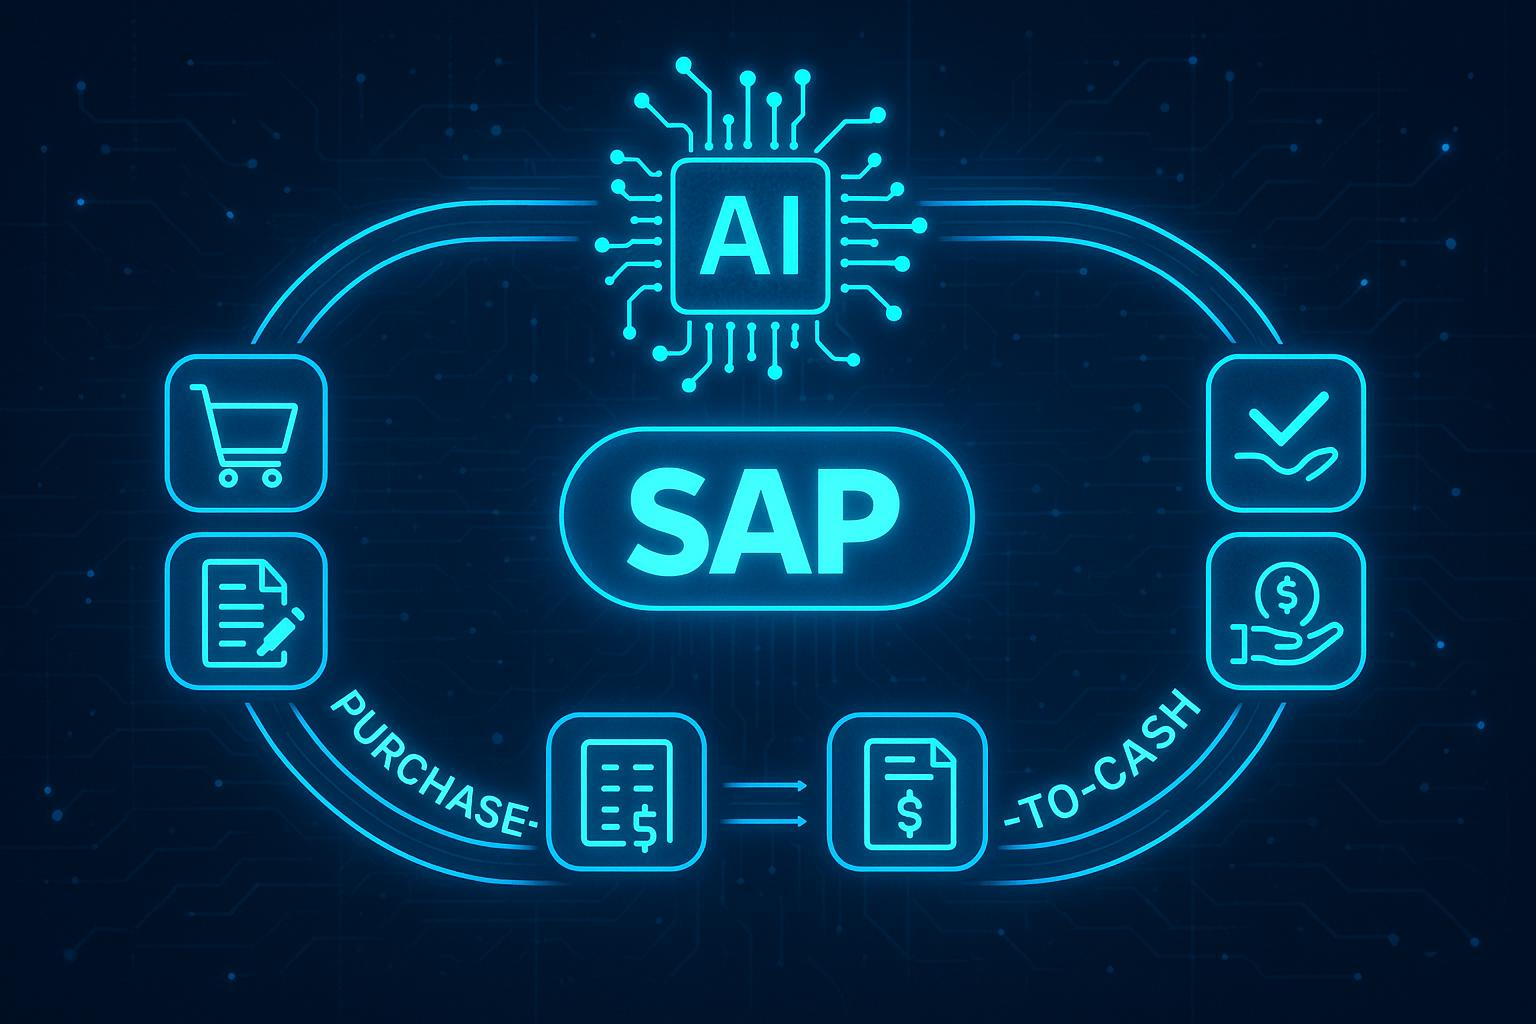 AI
SAP
PURCHASE-
-TO-CASH
$
$
$